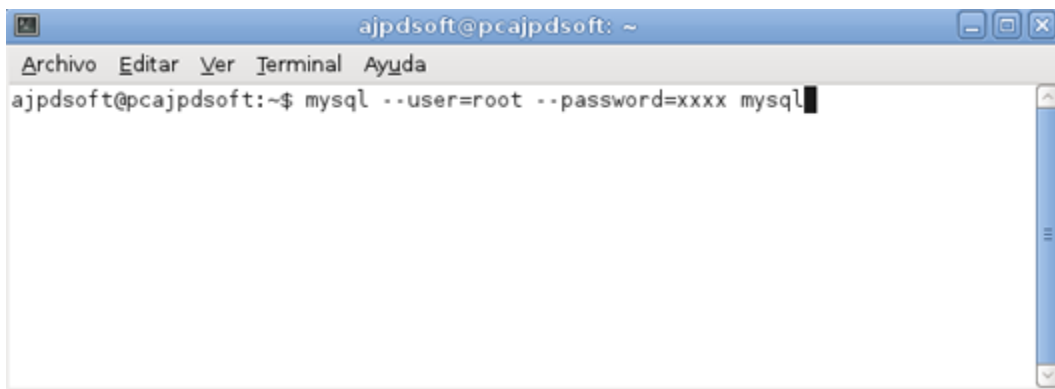 ajpdsoft@pcajpdsoft: ~
Archivo Editar Ver Terminal Ayuda
ajpdsoft@pcajpdsoft:~$ mysql --user=root --password=xxxx mysql